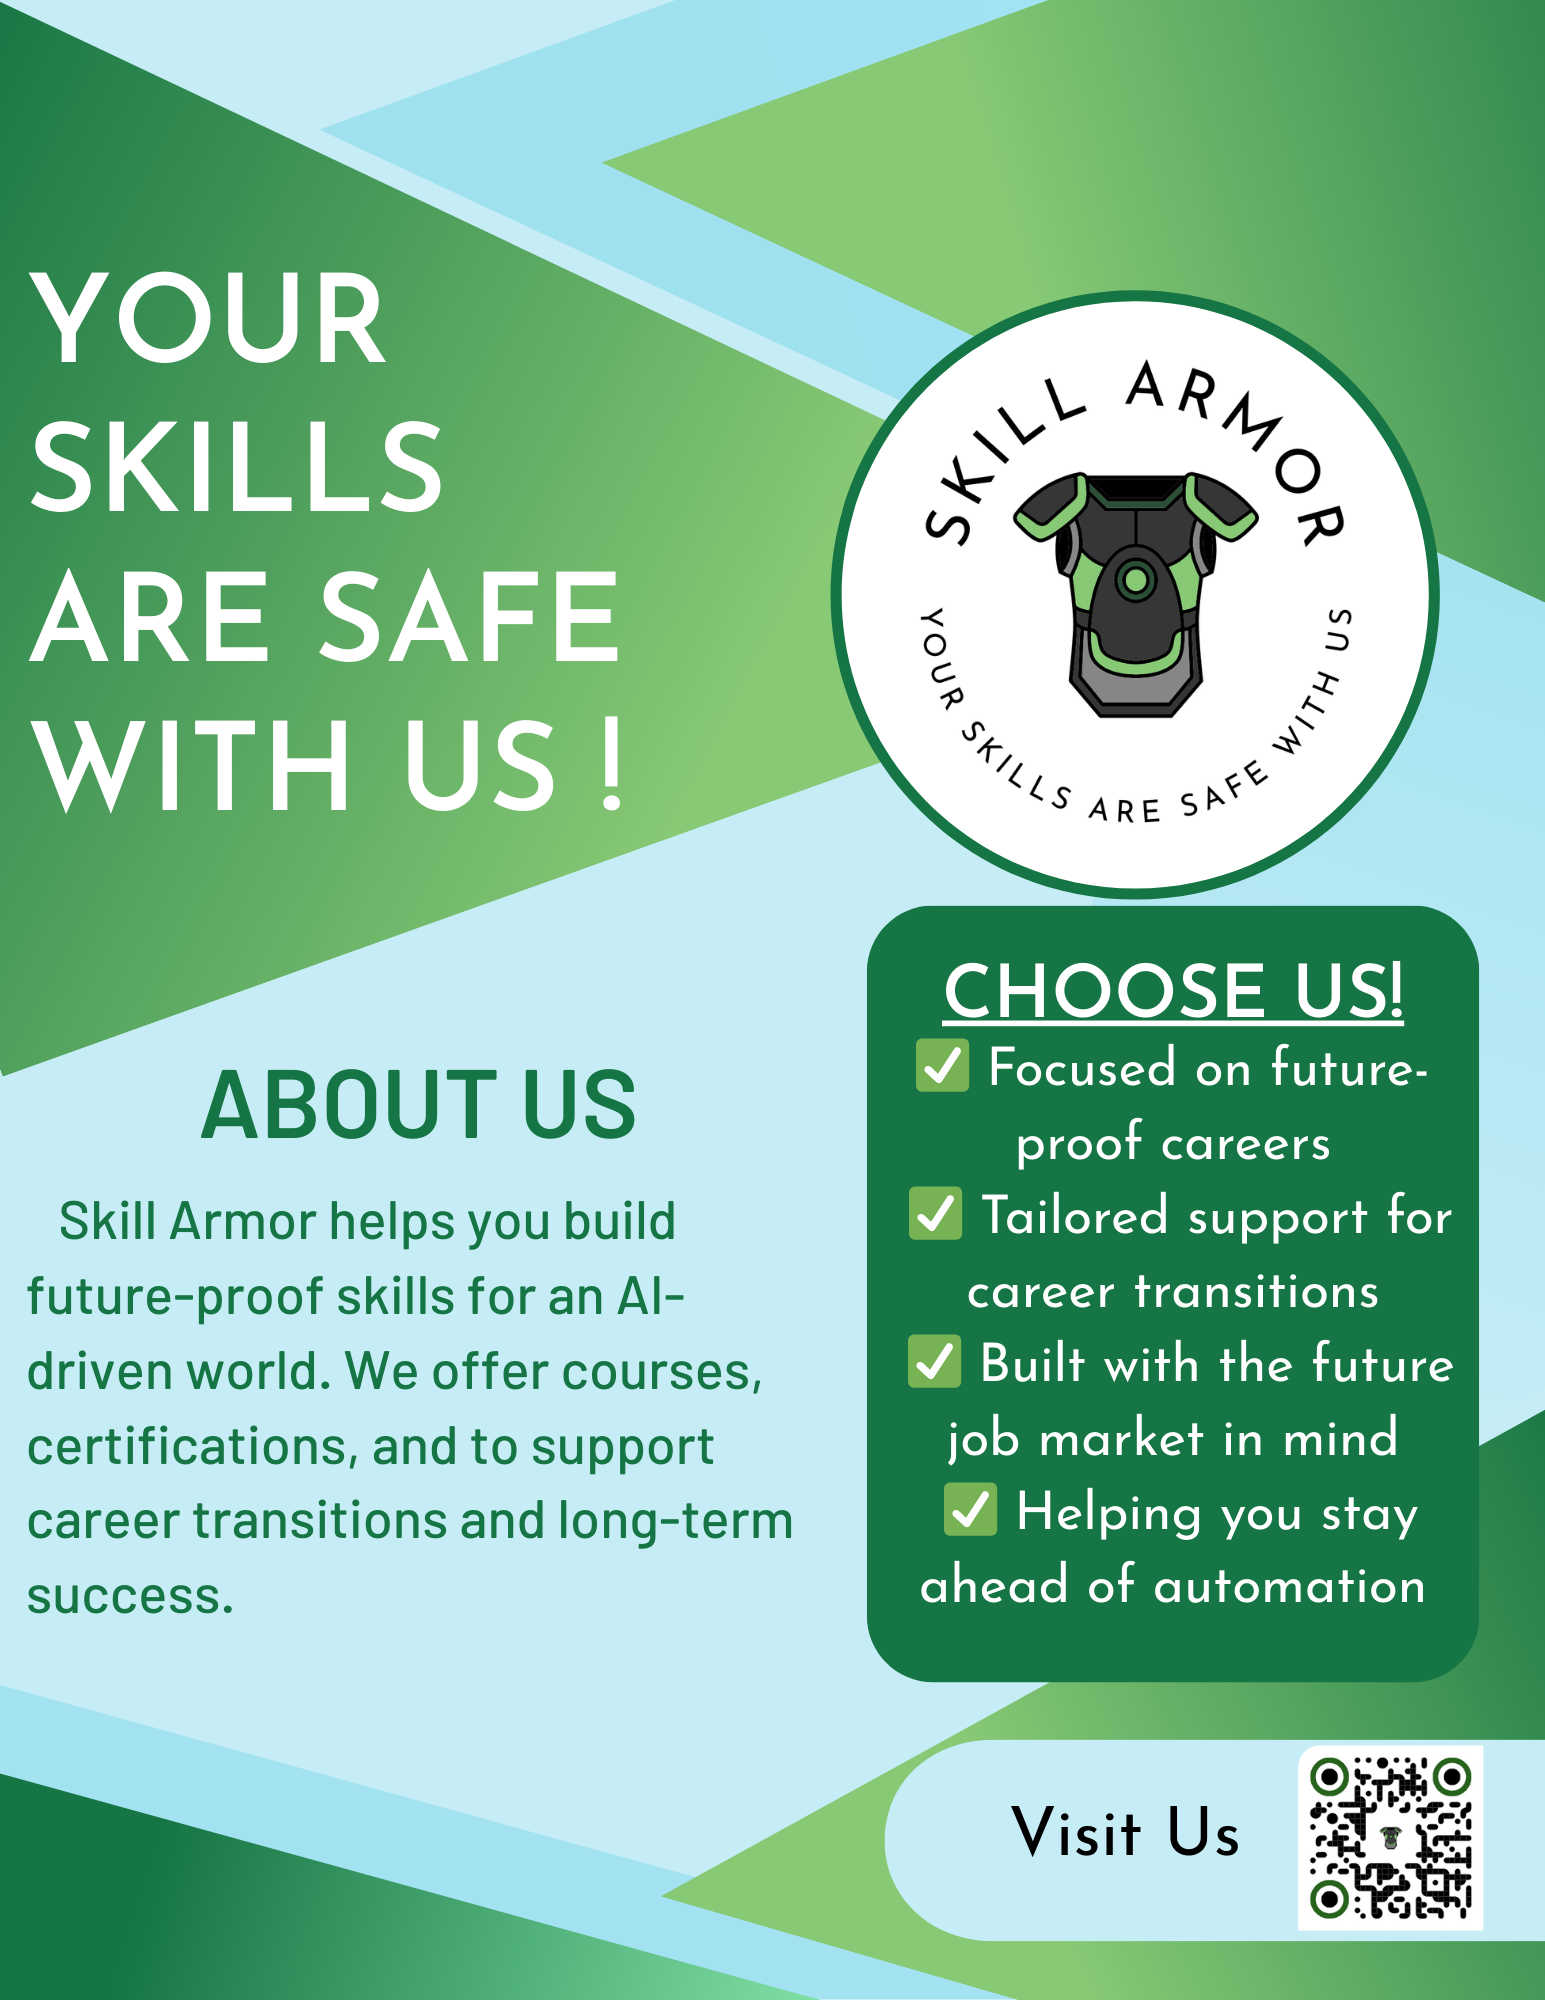 YOUR
SKILLS
ARE SAFE
WITH US !
SKILL ARMOR
YOUR SKILLS ARE SAFE WITH US
ABOUT US
Skill Armor helps you build
future-proof skills for an AI-
driven world. We offer courses,
certifications, and to support
career transitions and long-term
success.
CHOOSE US!
✅ Focused on future-
proof careers
✅ Tailored support for
career transitions
✅ Built with the future
job market in mind
✅ Helping you stay
ahead of automation
Visit Us